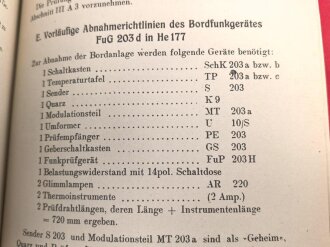 Die Prüfung
Abschnitt III A 3 vorzunehmen.
E. Vorläufige Abnahmerichtlinien des Bordfunkgerätes
FuG 203 d in He 177
Zur Abnahme der Bordanlage werden folgende Geräte benötigt:
1 Schaltkasten SchK 203 a bzw. b
1 Temperaturtafel TP 203 a bzw. c
1 Sender S 203
1 Quarz K 9
1 Modulationsteil MT 203 a
1 Umformer U 10/S
1 Prüfempfänger PE 203
1 Geberschaltkasten GS 203
1 Funkprüfgerät FuP 203 H
1 Belastungswiderstand mit 14pol. Schaltdose
2 Glimmlampen AR 220
2 Thermoinstrumente (2 Amp.)
2 Prüfdrahtlängen, deren Länge + Instrumentenlänge
= 720 mm ergeben.
Sender S 203 und Modulationsteil MT 203 a sind als „Geheim",
Quarz und